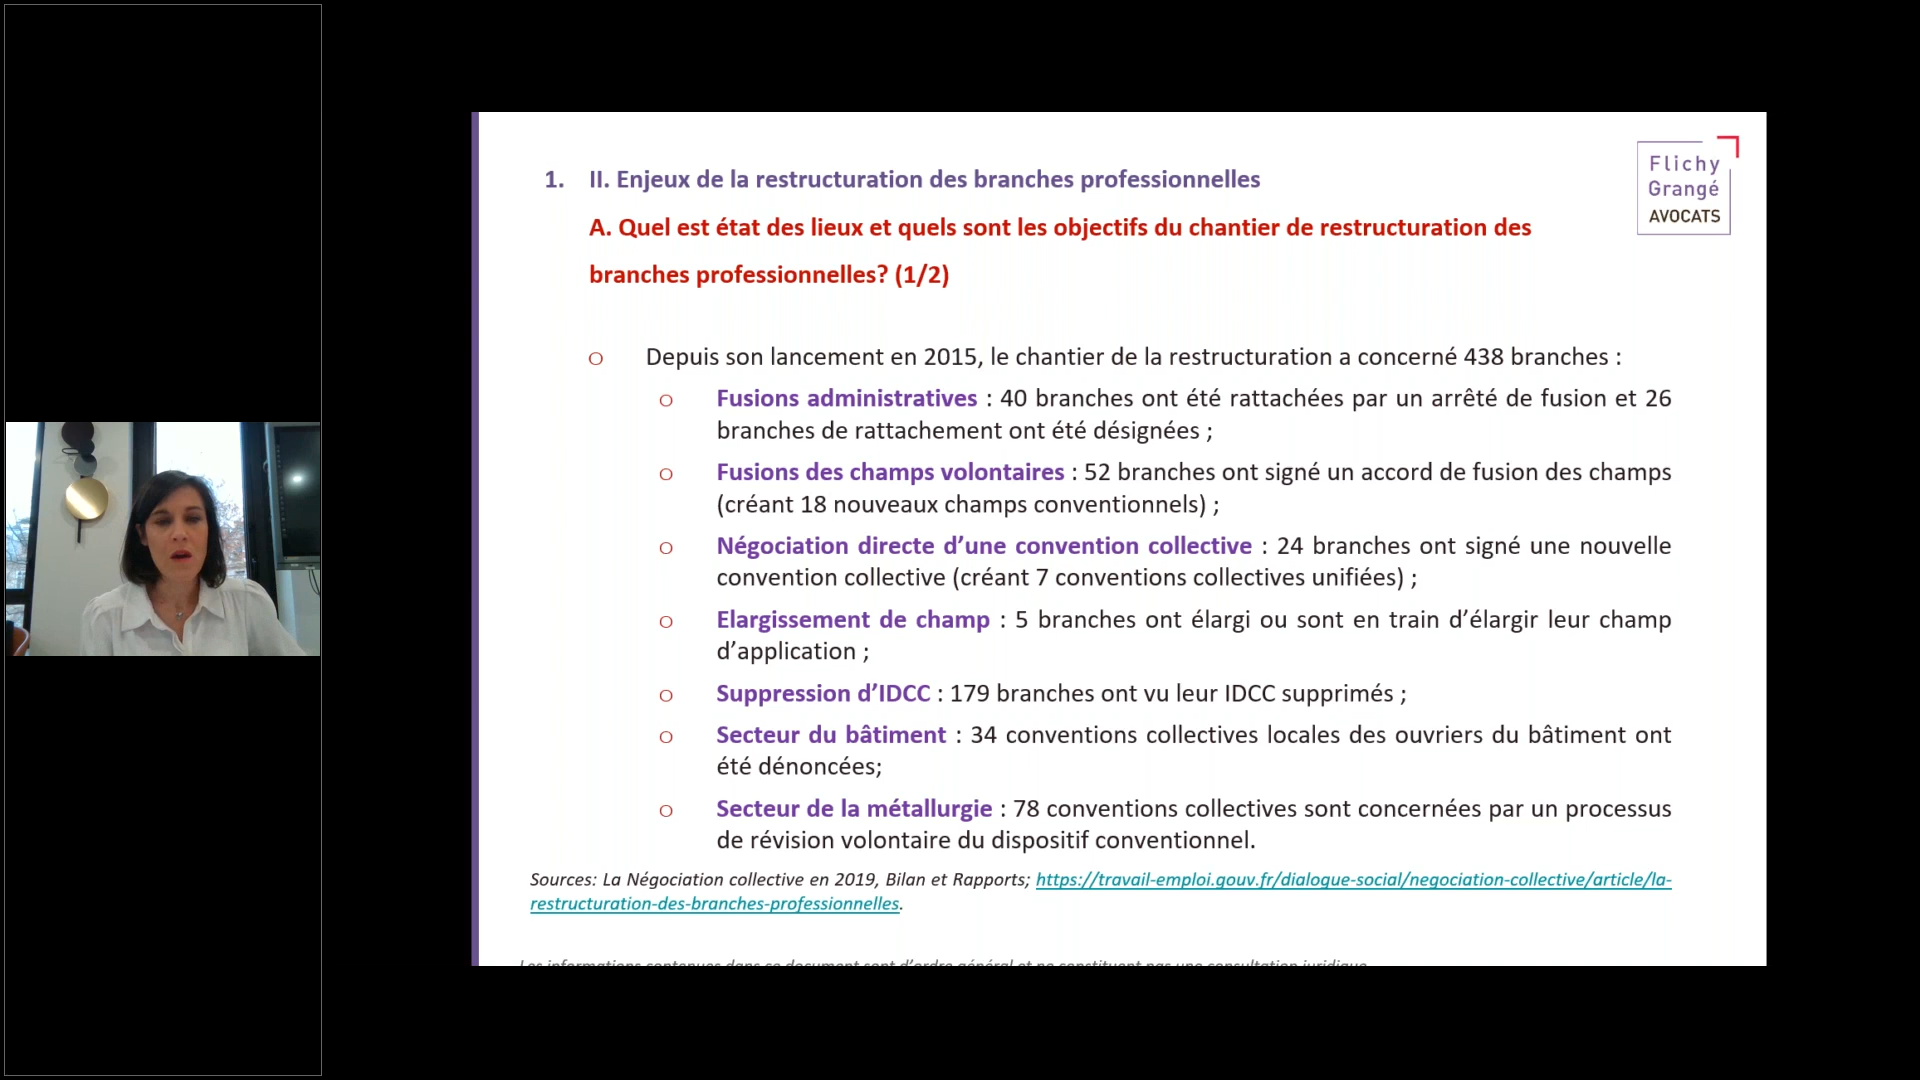 Flichy
Grangé
AVOCATS
1. II. Enjeux de la restructuration des branches professionnelles
A. Quel est état des lieux et quels sont les objectifs du chantier de restructuration des
branches professionnelles? (1/2)
o Depuis son lancement en 2015, le chantier de la restructuration a concerné 438 branches :
o Fusions administratives : 40 branches ont été rattachées par un arrêté de fusion et 26
branches de rattachement ont été désignées ;
o Fusions des champs volontaires : 52 branches ont signé un accord de fusion des champs
(créant 18 nouveaux champs conventionnels) ;
o Négociation directe d’une convention collective : 24 branches ont signé une nouvelle
convention collective (créant 7 conventions collectives unifiées) ;
o Elargissement de champ : 5 branches ont élargi ou sont en train d’élargir leur champ
d’application ;
o Suppression d’IDCC : 179 branches ont vu leur IDCC supprimés ;
o Secteur du bâtiment : 34 conventions collectives locales des ouvriers du bâtiment ont
été dénoncées;
o Secteur de la métallurgie : 78 conventions collectives sont concernées par un processus
de révision volontaire du dispositif conventionnel.
Sources: La Négociation collective en 2019, Bilan et Rapports; https://travail-emploi.gouv.fr/dialogue-social/negociation-collective/article/la-
restructuration-des-branches-professionnelles.
Les informations contenues dans ce document sont d’ordre général et ne constituent pas une consultation juridique